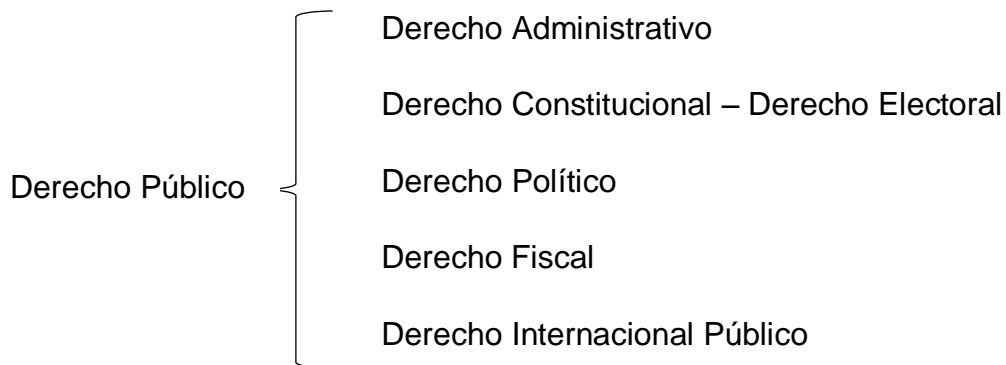 Derecho Administrativo
Derecho Constitucional – Derecho Electoral
Derecho Público
Derecho Político
Derecho Fiscal
Derecho Internacional Público